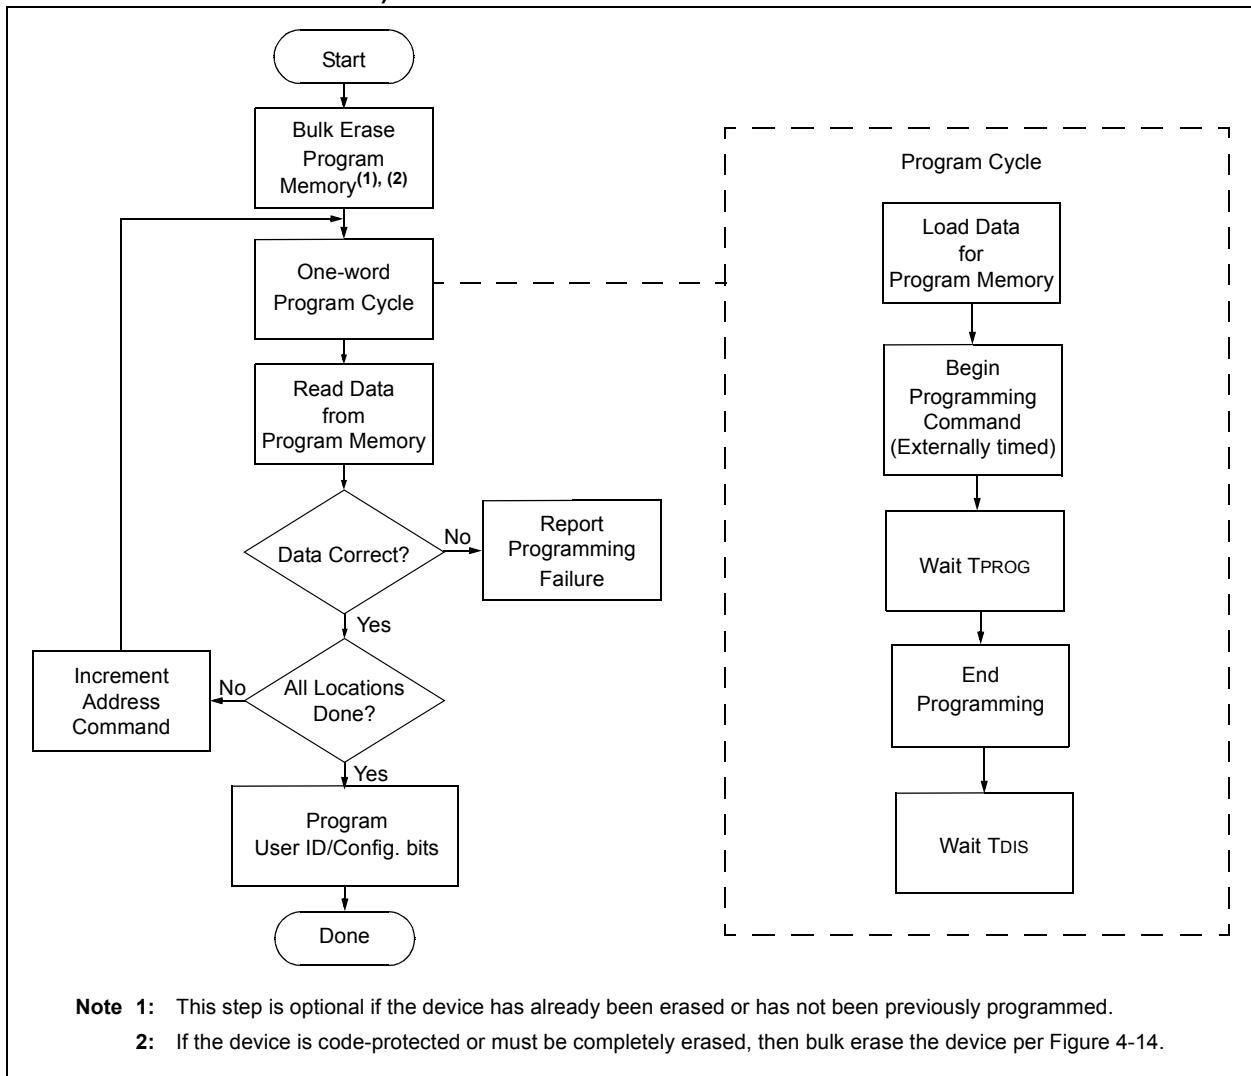 Start
Bulk Erase
Program
Memory(1), (2)
One-word
Program Cycle
Read Data
from
Program Memory
Data Correct?
No
Report
Programming
Failure
Yes
All Locations
Done?
No
Increment
Address
Command
Yes
Program
User ID/Config. bits
Done
Program Cycle
Load Data
for
Program Memory
Begin
Programming
Command
(Externally timed)
Wait TPROG
End
Programming
Wait TDIS
Note 1: This step is optional if the device has already been erased or has not been previously programmed.
2: If the device is code-protected or must be completely erased, then bulk erase the device per Figure 4-14.